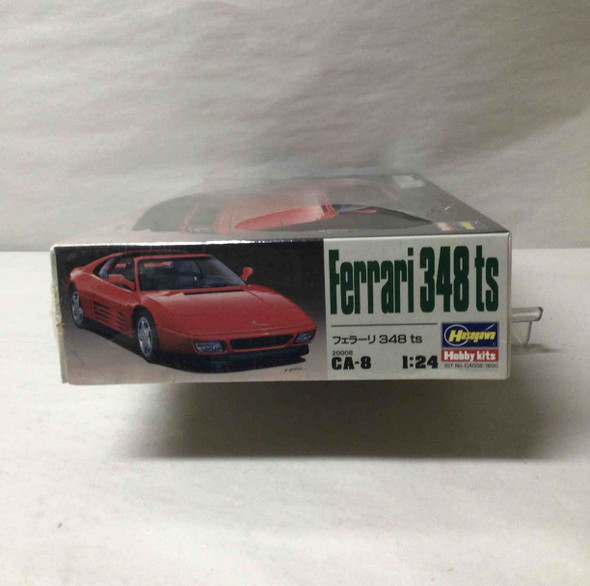 Ferrari 348 ts
フェラーリ 348 ts
20008
CA-8 1:24
Hasegawa
Hobby kits